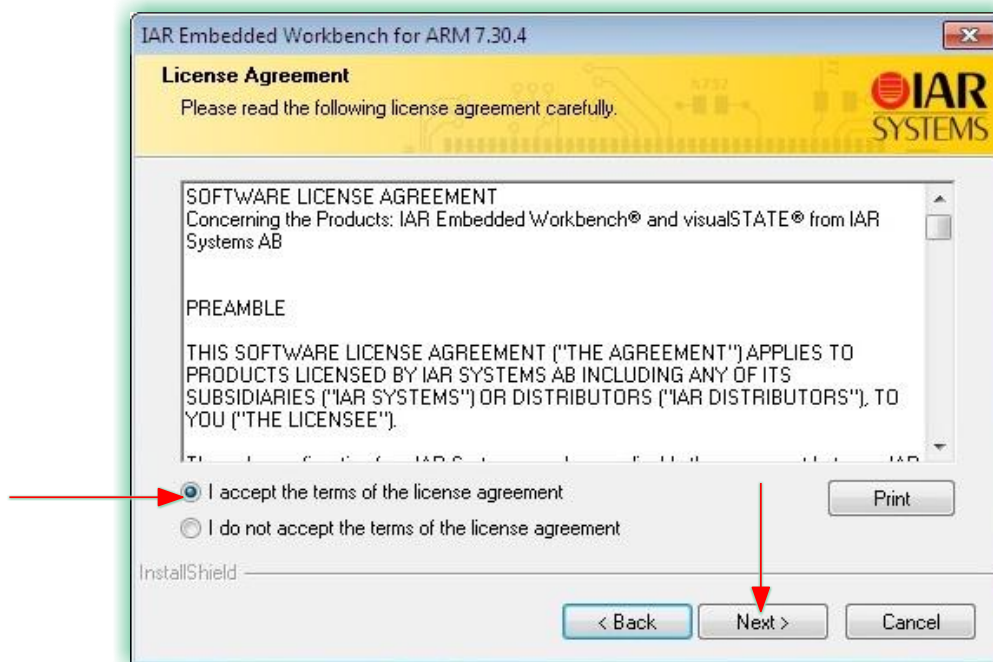 IAR Embedded Workbench for ARM 7.30.4
License Agreement
Please read the following license agreement carefully.
IAR
SYSTEMS
SOFTWARE LICENSE AGREEMENT
Concerning the Products: IAR Embedded Workbench® and visualSTATE® from IAR
Systems AB
PREAMBLE
THIS SOFTWARE LICENSE AGREEMENT ("THE AGREEMENT") APPLIES TO
PRODUCTS LICENSED BY IAR SYSTEMS AB INCLUDING ANY OF ITS
SUBSIDIARIES ("IAR SYSTEMS") OR DISTRIBUTORS ("IAR DISTRIBUTORS"), TO
YOU ("THE LICENSEE").
I accept the terms of the license agreement
Print
I do not accept the terms of the license agreement
InstallShield
< Back
Next >
Cancel